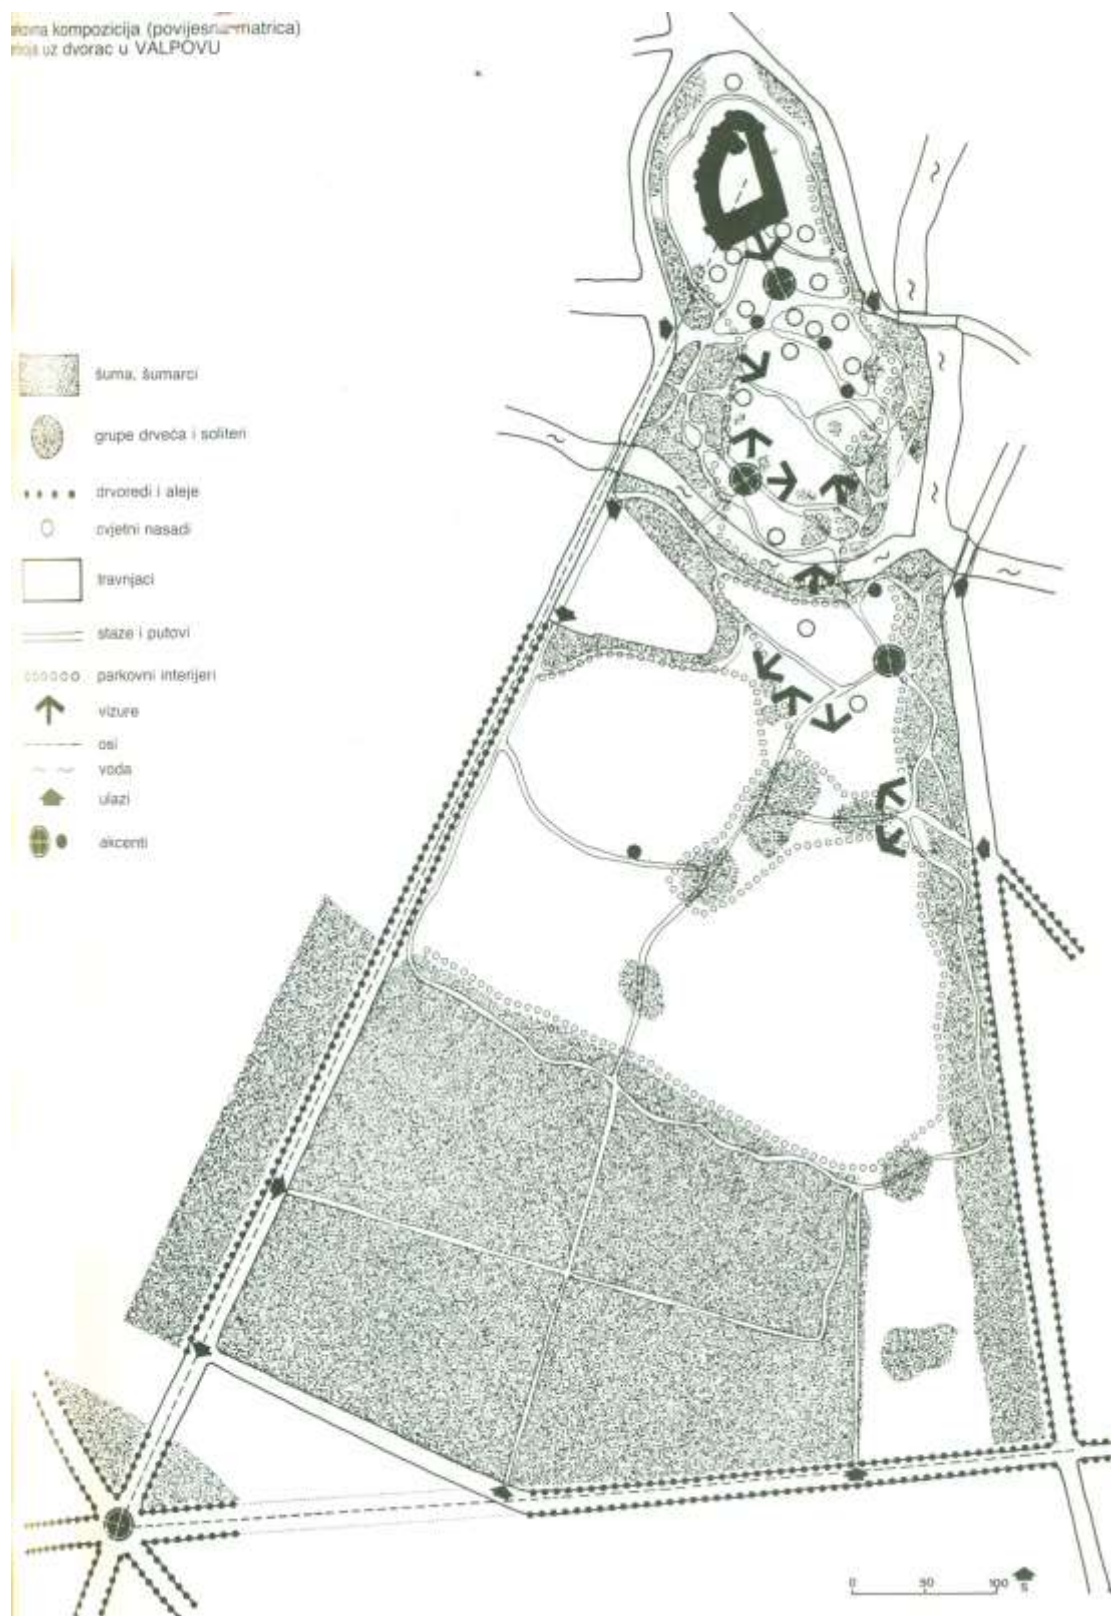 kompozicija (povijesna matrica)
uz dvorac u VALPOVU
šuma, šumarci
grupe drveća i soliteri
drvoredi i aleje
cvjetni nasadi
travnjaci
staze i putovi
parkovni interijeri
vizure
osi
voda
ulazi
akcenti
0 50 100 S